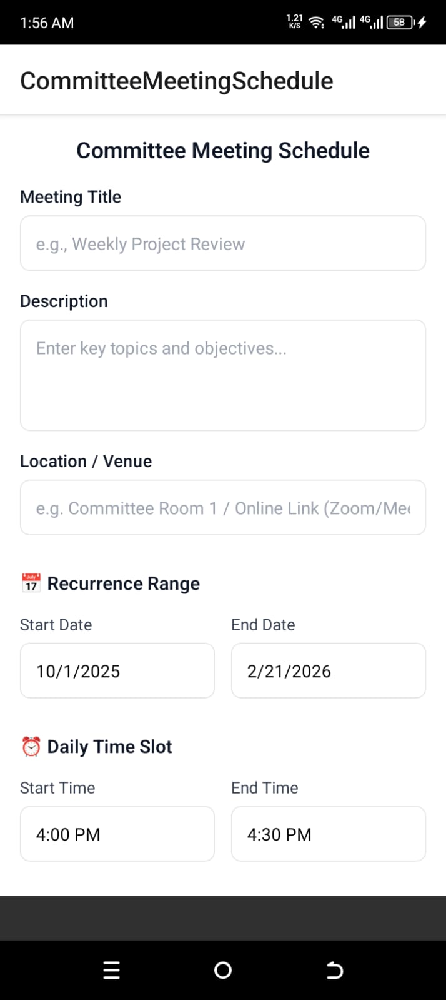 1:56 AM 1.21 K/S 4G 4G 58
CommitteeMeetingSchedule
Committee Meeting Schedule
Meeting Title
e.g., Weekly Project Review
Description
Enter key topics and objectives...
Location / Venue
e.g. Committee Room 1 / Online Link (Zoom/Mee
July 17 Recurrence Range
Start Date End Date
10/1/2025 2/21/2026
Daily Time Slot
Start Time End Time
4:00 PM 4:30 PM